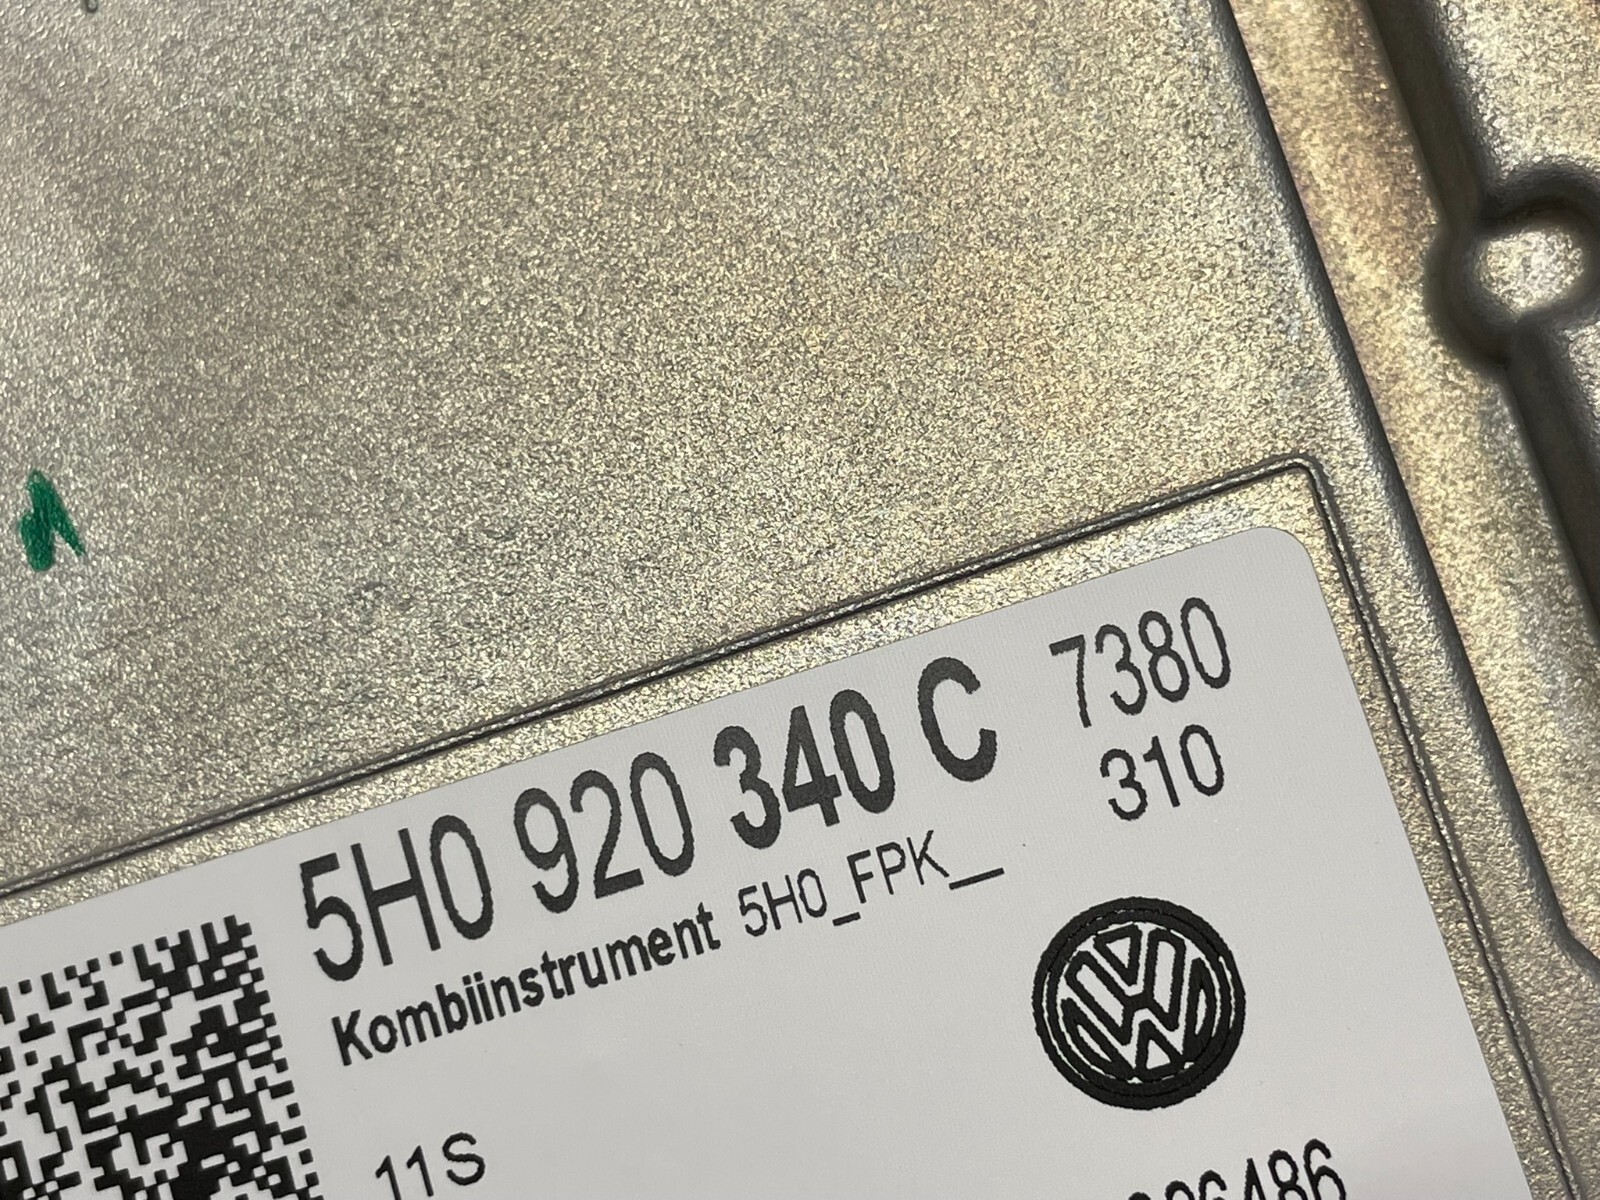 5H0 920 340 C 7380
310
Kombiinstrument 5H0_FPK__
11S